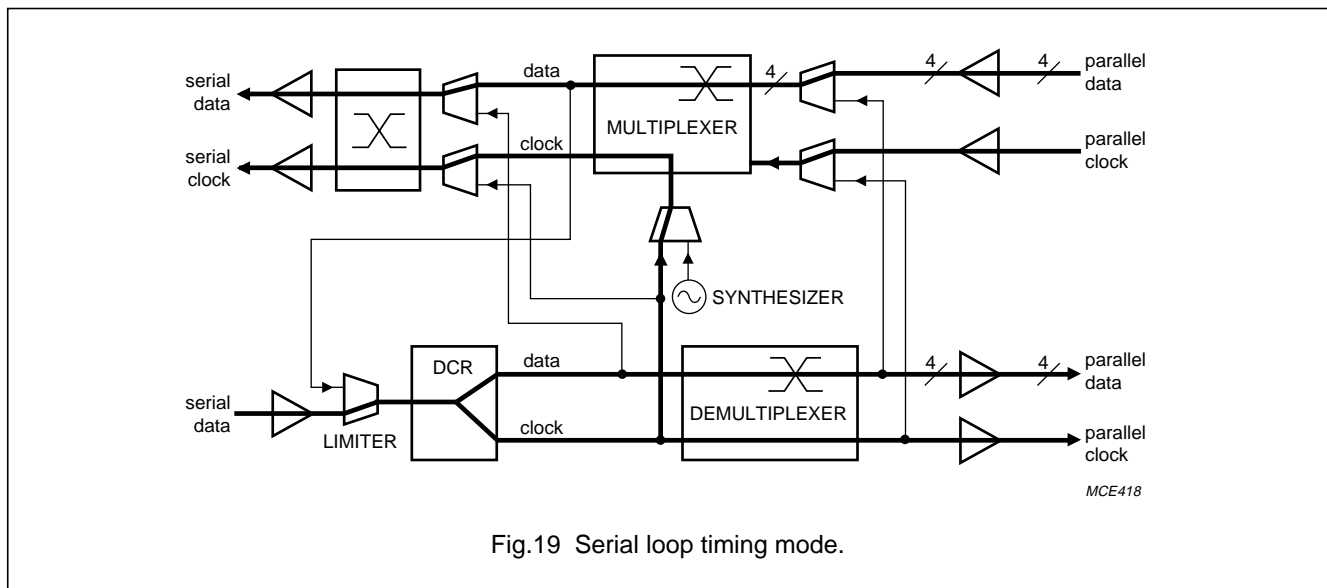 serial
data
data
4
4
4
parallel
data
MULTIPLEXER
serial
clock
clock
parallel
clock
SYNTHESIZER
DCR
data
4
4
parallel
data
serial
data
LIMITER
DEMULTIPLEXER
clock
parallel
clock
MCE418
Fig.19 Serial loop timing mode.